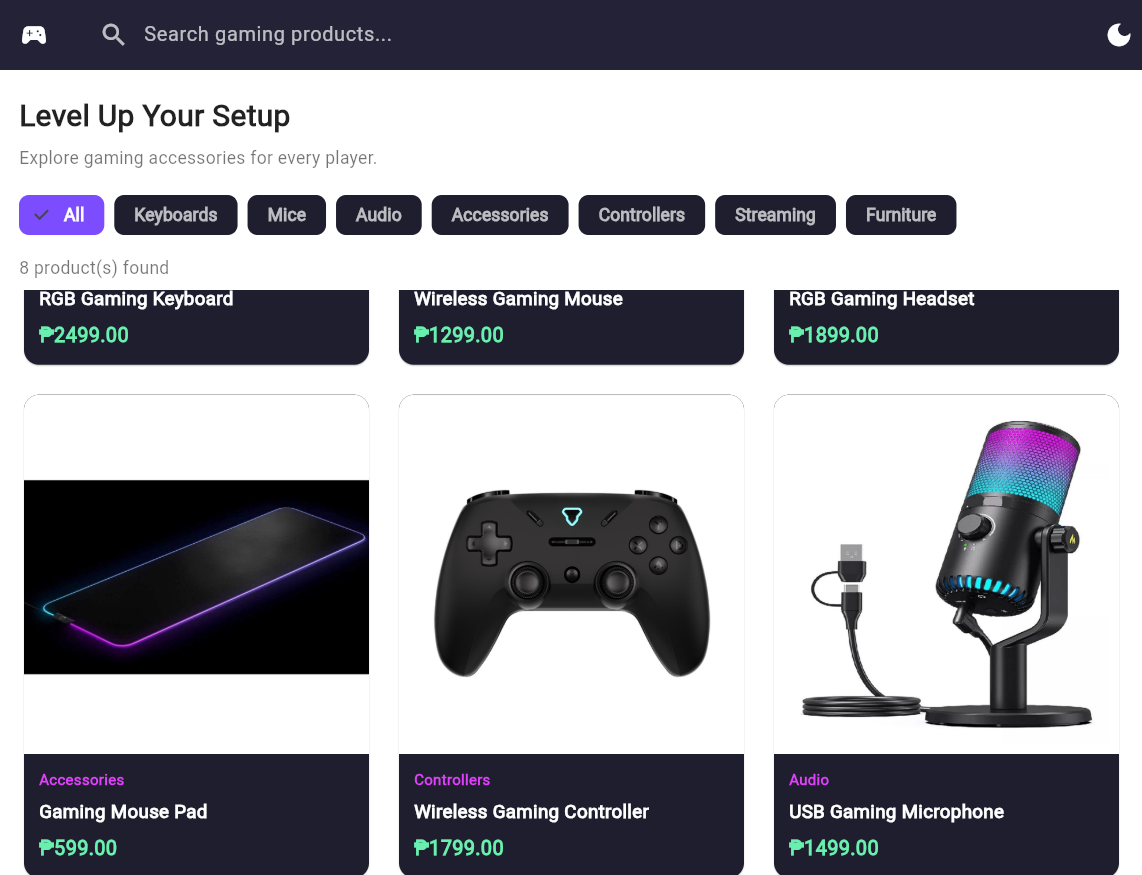 Search gaming products...
Level Up Your Setup
Explore gaming accessories for every player.
All Keyboards Mice Audio Accessories Controllers Streaming Furniture
8 product(s) found
RGB Gaming Keyboard Wireless Gaming Mouse RGB Gaming Headset
₱2499.00 ₱1299.00 ₱1899.00
Accessories Controllers Audio
Gaming Mouse Pad Wireless Gaming Controller USB Gaming Microphone
₱599.00 ₱1799.00 ₱1499.00